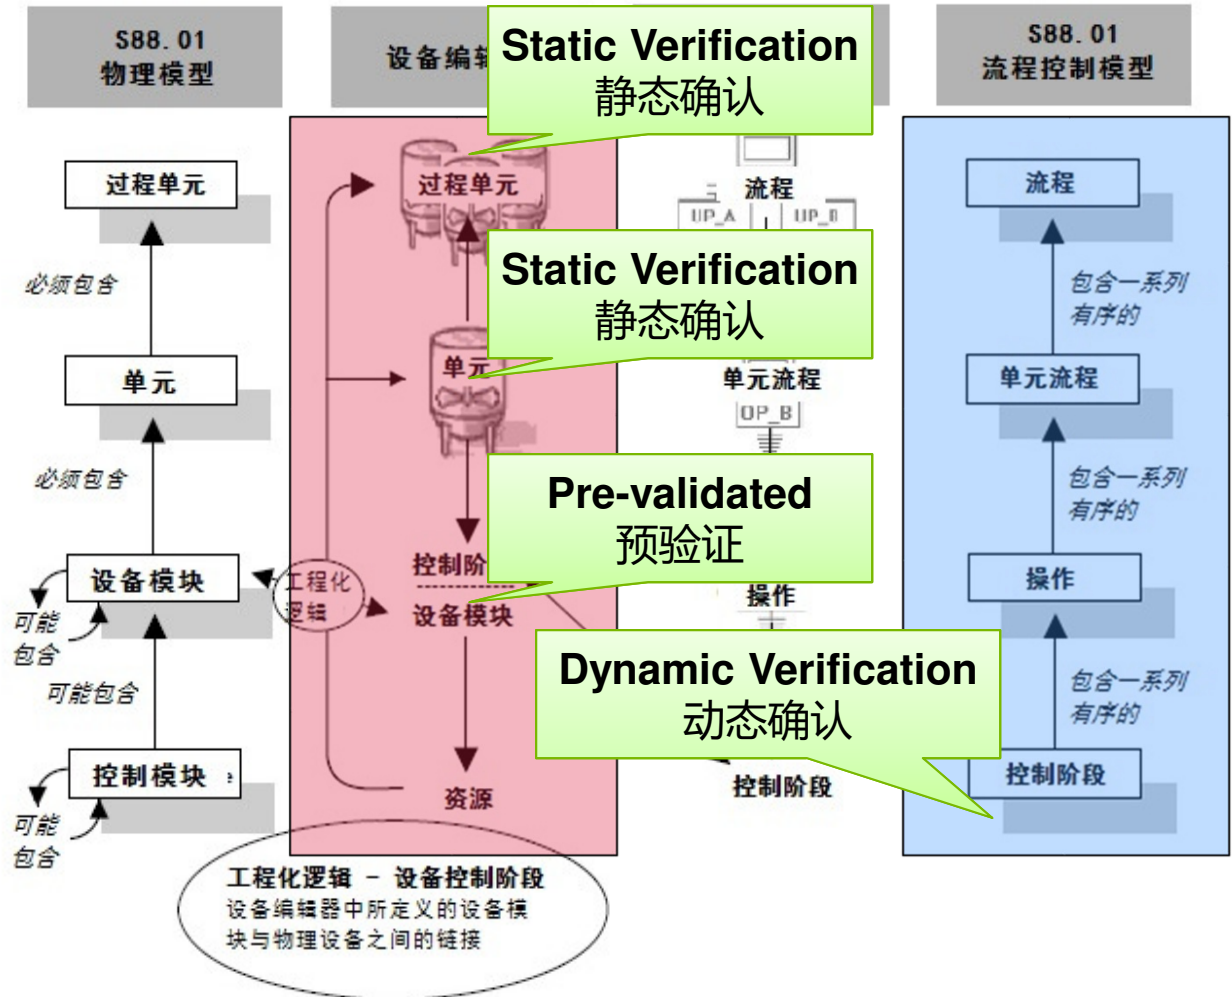 S88.01
物理模型
设备编辑
Static Verification
静态确认
S88.01
流程控制模型
过程单元
过程单元
流程
UP_A
UP_B
流程
必须包含
Static Verification
静态确认
包含一系列
有序的
单元
单元
单元流程
OP_B
单元流程
必须包含
Pre-validated
预验证
包含一系列
有序的
设备模块
工程化
逻辑
控制阶
设备模块
操作
操作
可能
包含
可能包含
Dynamic Verification
动态确认
包含一系列
有序的
控制模块
资源
控制阶段
控制阶段
可能
包含
工程化逻辑 - 设备控制阶段
设备编辑器中所定义的设备模
块与物理设备之间的链接